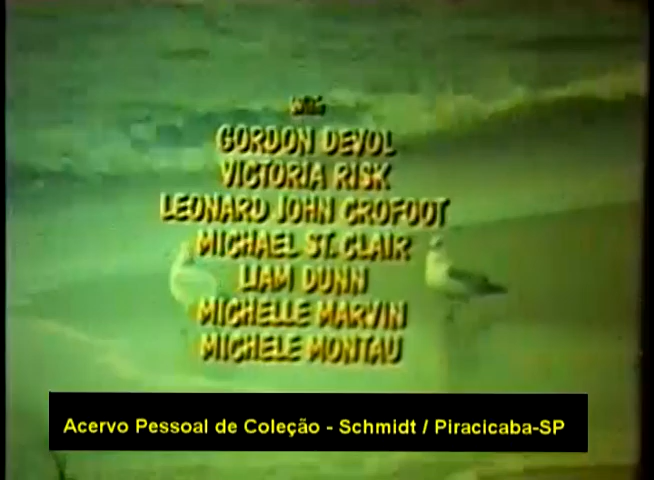 WITH
GORDON DEVOL
VICTORIA RISK
LEONARD JOHN CROFOOT
MICHAEL ST. CLAIR
LIAM DUNN
MICHELLE MARVIN
MICHELE MONTAU
Acervo Pessoal de Coleção - Schmidt / Piracicaba-SP